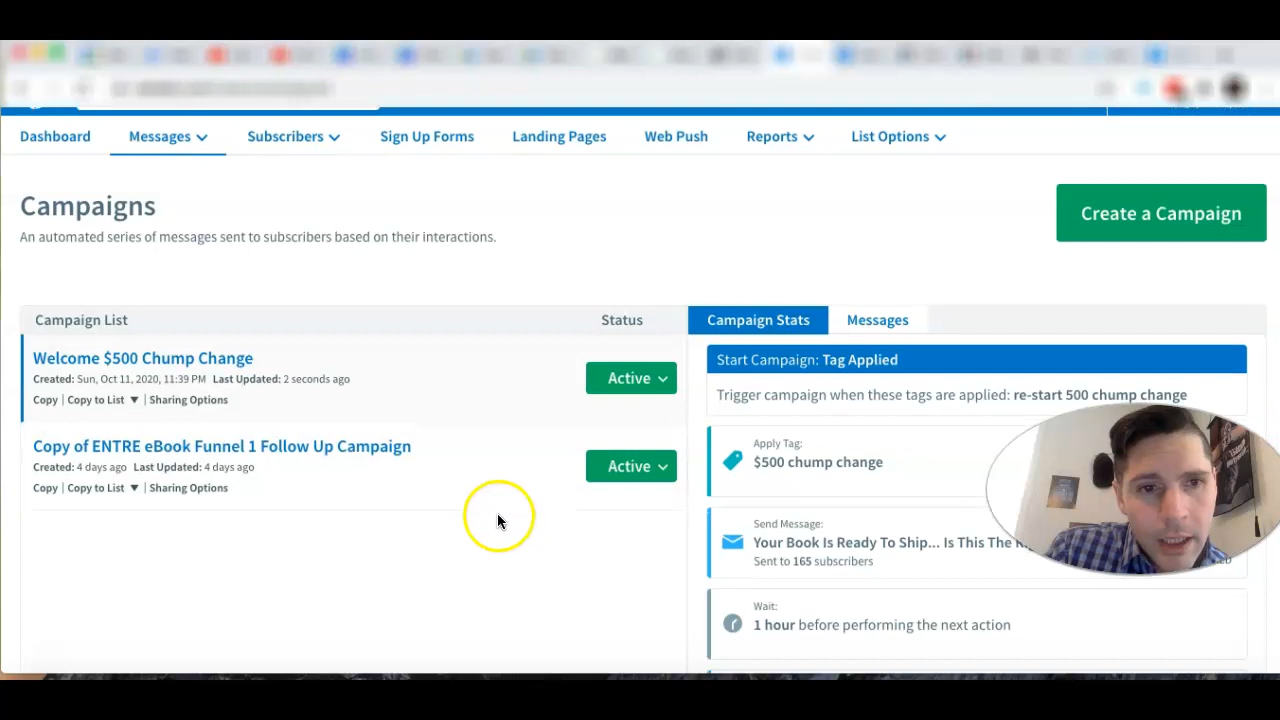 Dashboard
Messages
Subscribers
Sign Up Forms
Landing Pages
Web Push
Reports
List Options
Campaigns
Create a Campaign
An automated series of messages sent to subscribers based on their interactions.
Campaign List
Status
Welcome $500 Chump Change
Created: Sun, Oct 11, 2020, 11:39 PM Last Updated: 2 seconds ago
Copy | Copy to List ▼ | Sharing Options
Active
Copy of ENTRE eBook Funnel 1 Follow Up Campaign
Created: 4 days ago Last Updated: 4 days ago
Copy | Copy to List ▼ | Sharing Options
Active
Campaign Stats
Messages
Start Campaign: Tag Applied
Trigger campaign when these tags are applied: re-start 500 chump change
Apply Tag:
$500 chump change
Send Message:
Your Book Is Ready To Ship... Is This The
Sent to 165 subscribers
Wait:
1 hour before performing the next action